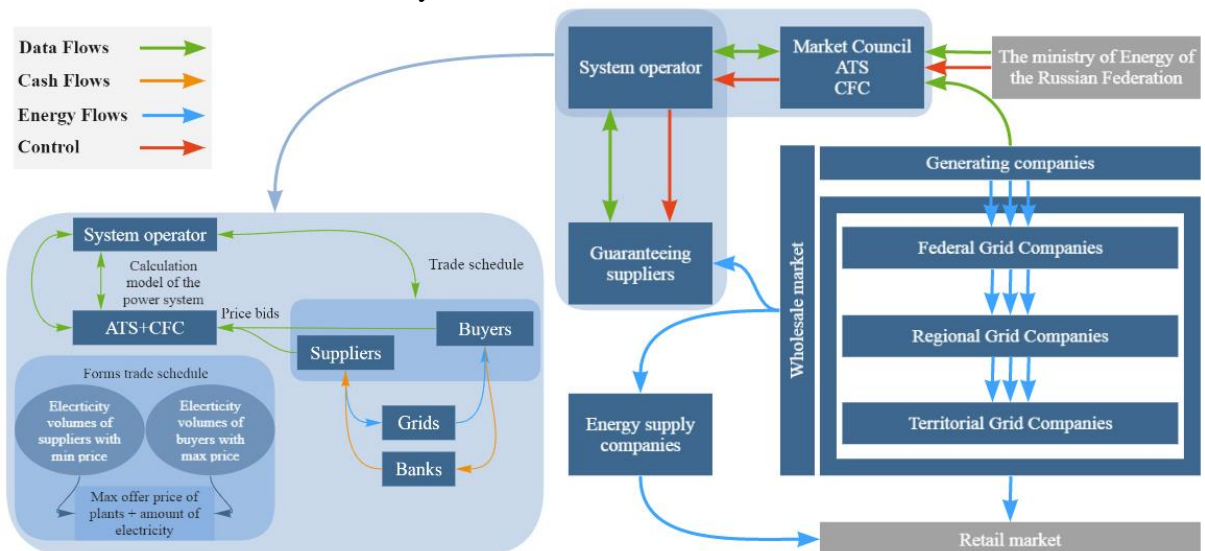 Data Flows
Cash Flows
Energy Flows
Control
System operator
Market Council
ATS
CFC
The ministry of Energy of
the Russian Federation
Generating companies
Wholesale market
Federal Grid Companies
Regional Grid Companies
Territorial Grid Companies
Retail market
Guaranteeing
suppliers
Energy supply
companies
System operator
Calculation
model of the
power system
Trade schedule
ATS+CFC
Price bids
Buyers
Suppliers
Grids
Banks
Forms trade schedule
Elecrticity
volumes of
suppliers with
min price
Elecrticity
volumes of
buyers with
max price
Max offer price of
plants + amount of
electricity